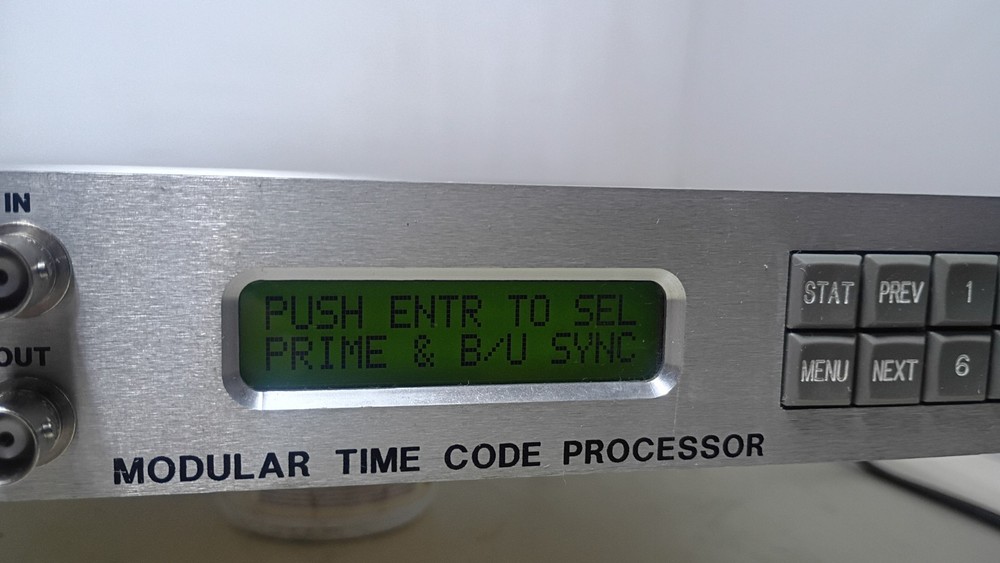 IN
OUT
PUSH ENTR TO SEL
PRIME & B/U SYNC
MODULAR TIME CODE PROCESSOR
STAT PREV 1
MENU NEXT 6